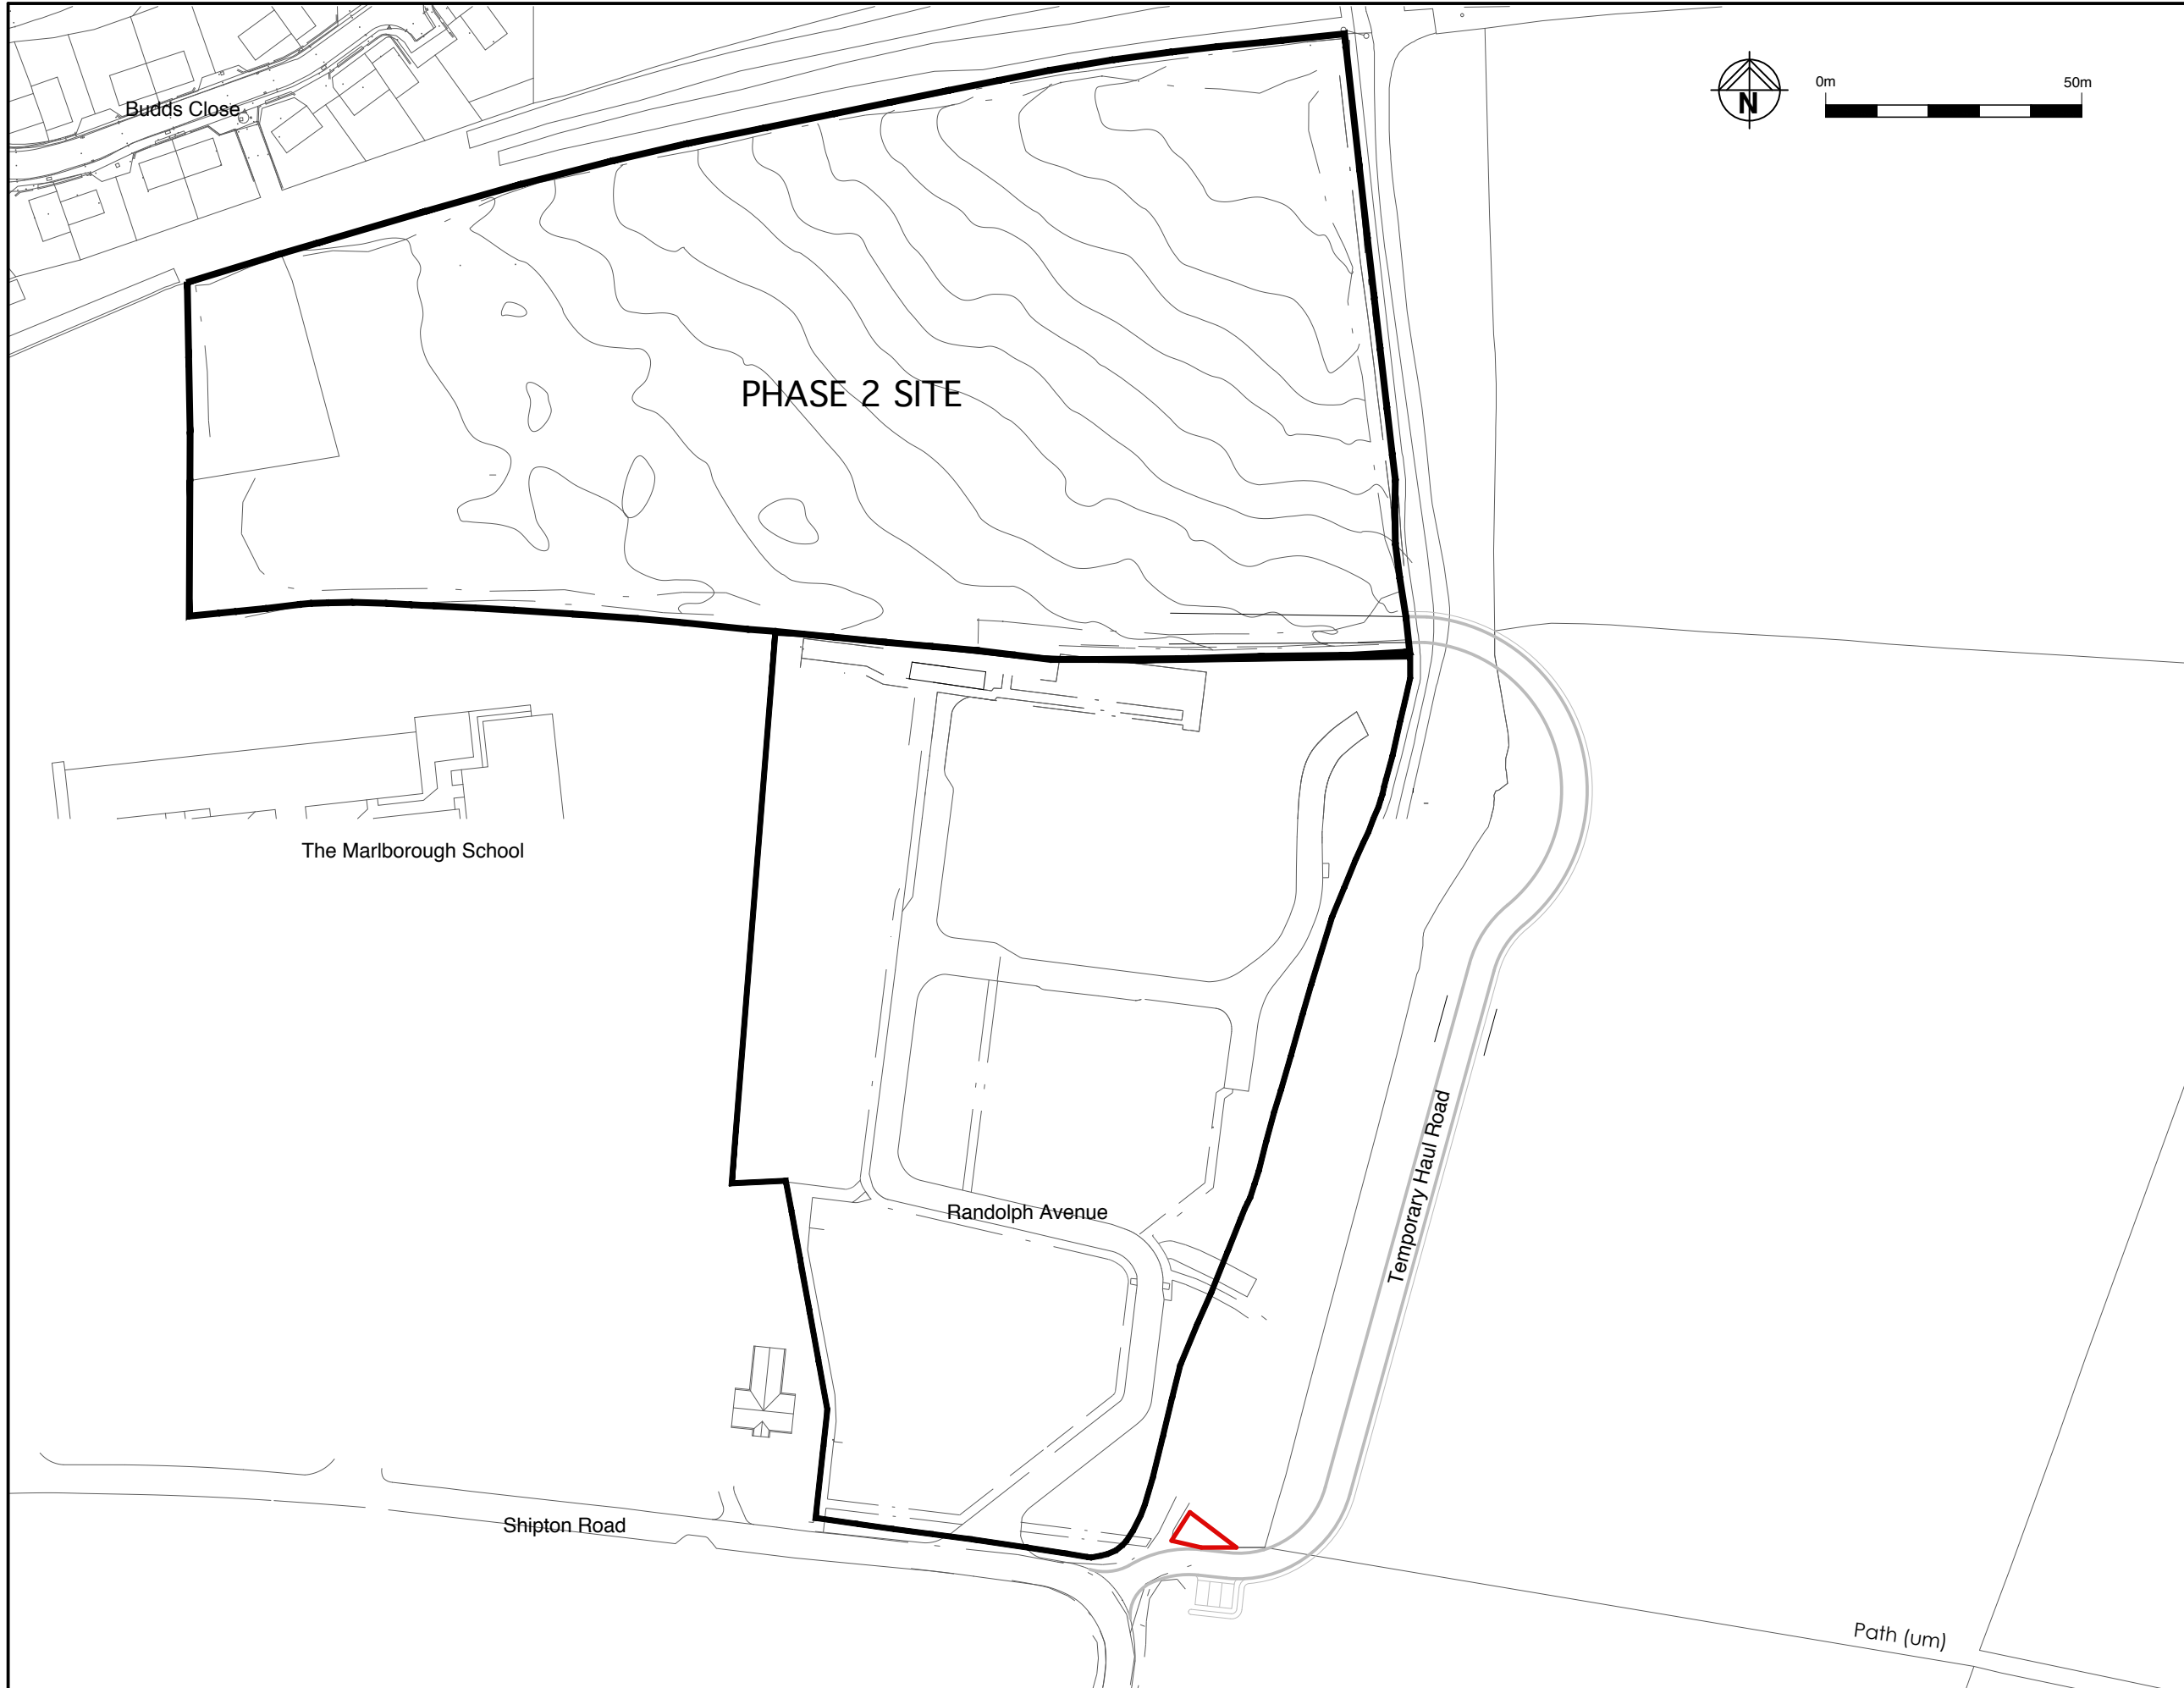 Budds Close
0m
50m
N
PHASE 2 SITE
The Marlborough School
Temporary Haul Road
Randolph Avenue
Shipton Road
Path (um)